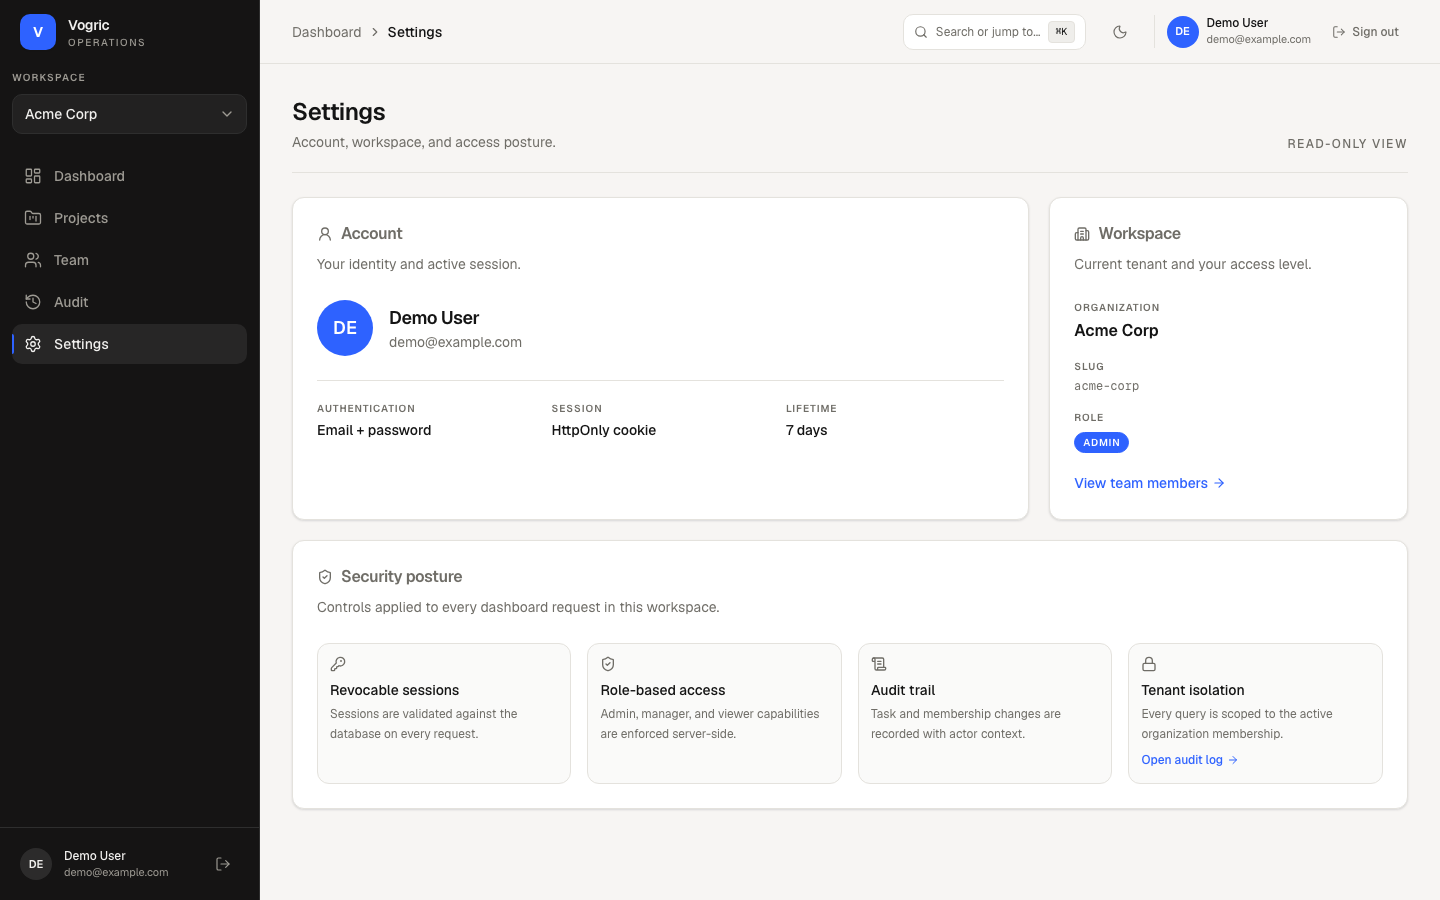 V
Vogric
OPERATIONS
WORKSPACE
Acme Corp
Dashboard
Projects
Team
Audit
Settings
DE
Demo User
demo@example.com
Dashboard > Settings
Search or jump to... ⌘K
DE
Demo User
demo@example.com
Sign out
Settings
Account, workspace, and access posture.
READ-ONLY VIEW
Account
Your identity and active session.
DE
Demo User
demo@example.com
AUTHENTICATION
Email + password
SESSION
HttpOnly cookie
LIFETIME
7 days
Workspace
Current tenant and your access level.
ORGANIZATION
Acme Corp
SLUG
acme-corp
ROLE
ADMIN
View team members →
Security posture
Controls applied to every dashboard request in this workspace.
Revocable sessions
Sessions are validated against the
database on every request.
Role-based access
Admin, manager, and viewer capabilities
are enforced server-side.
Audit trail
Task and membership changes are
recorded with actor context.
Tenant isolation
Every query is scoped to the active
organization membership.
Open audit log →